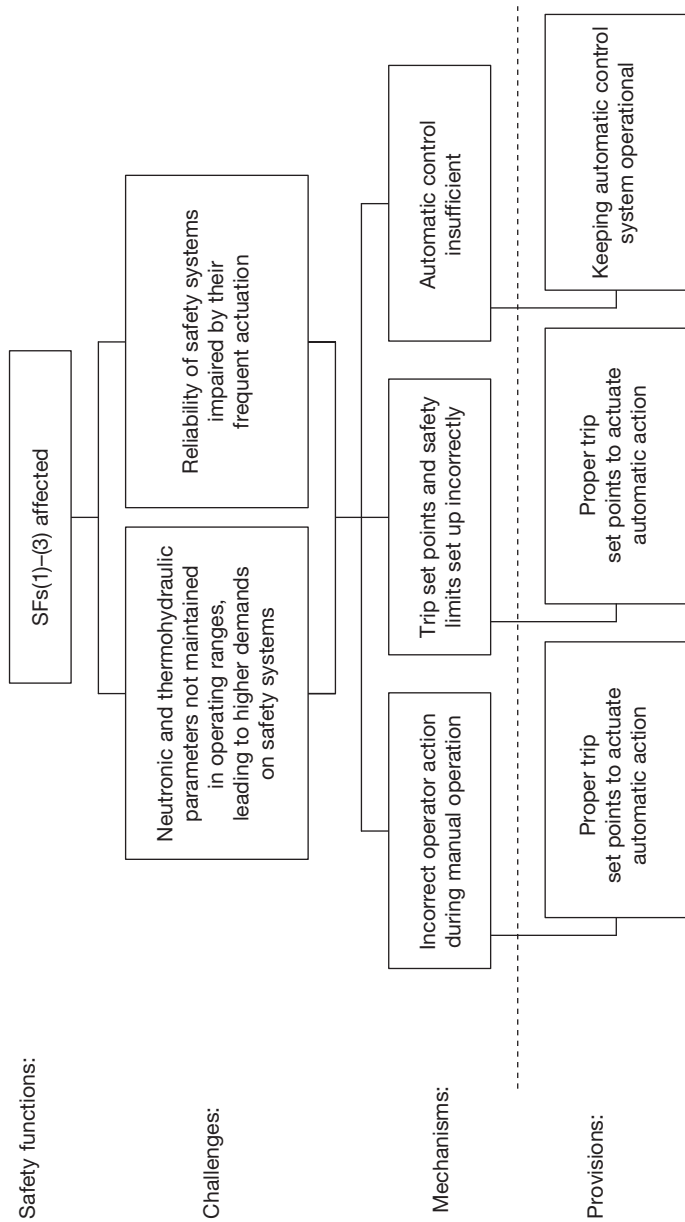 Safety functions:
SFs(1)–(3) affected
Challenges:
Neutronic and thermohydraulic
parameters not maintained
in operating ranges,
leading to higher demands
on safety systems
Reliability of safety systems
impaired by their
frequent actuation
Mechanisms:
Incorrect operator action
during manual operation
Trip set points and safety
limits set up incorrectly
Automatic control
insufficient
Provisions:
Proper trip
set points to actuate
automatic action
Proper trip
set points to actuate
automatic action
Keeping automatic control
system operational